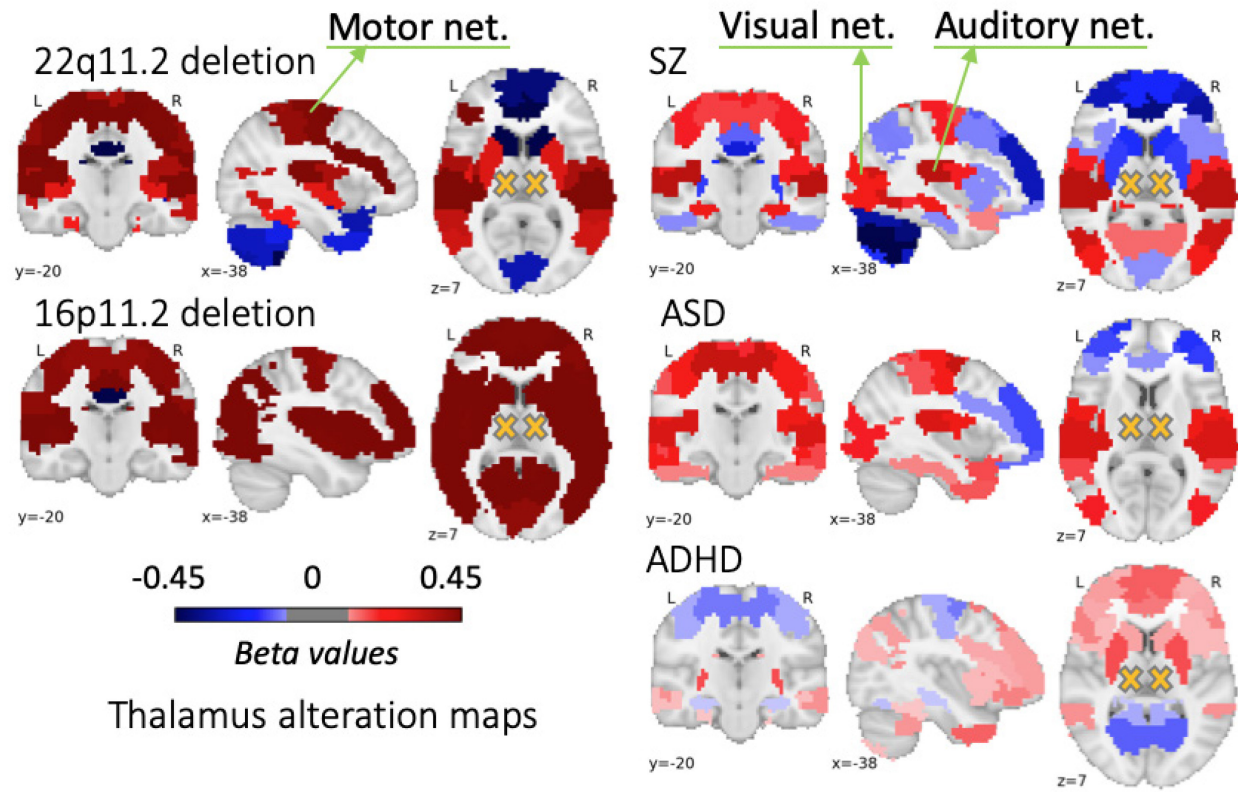 Motor net.
Visual net.
Auditory net.
22q11.2 deletion
L
R
y=-20
x=-38
z=7
SZ
L
R
L
R
y=-20
x=-38
z=7
16p11.2 deletion
L
R
y=-20
x=-38
z=7
ASD
L
R
L
R
y=-20
x=-38
z=7
-0.45 0 0.45
Beta values
Thalamus alteration maps
ADHD
L
R
L
R
y=-20
x=-38
z=7